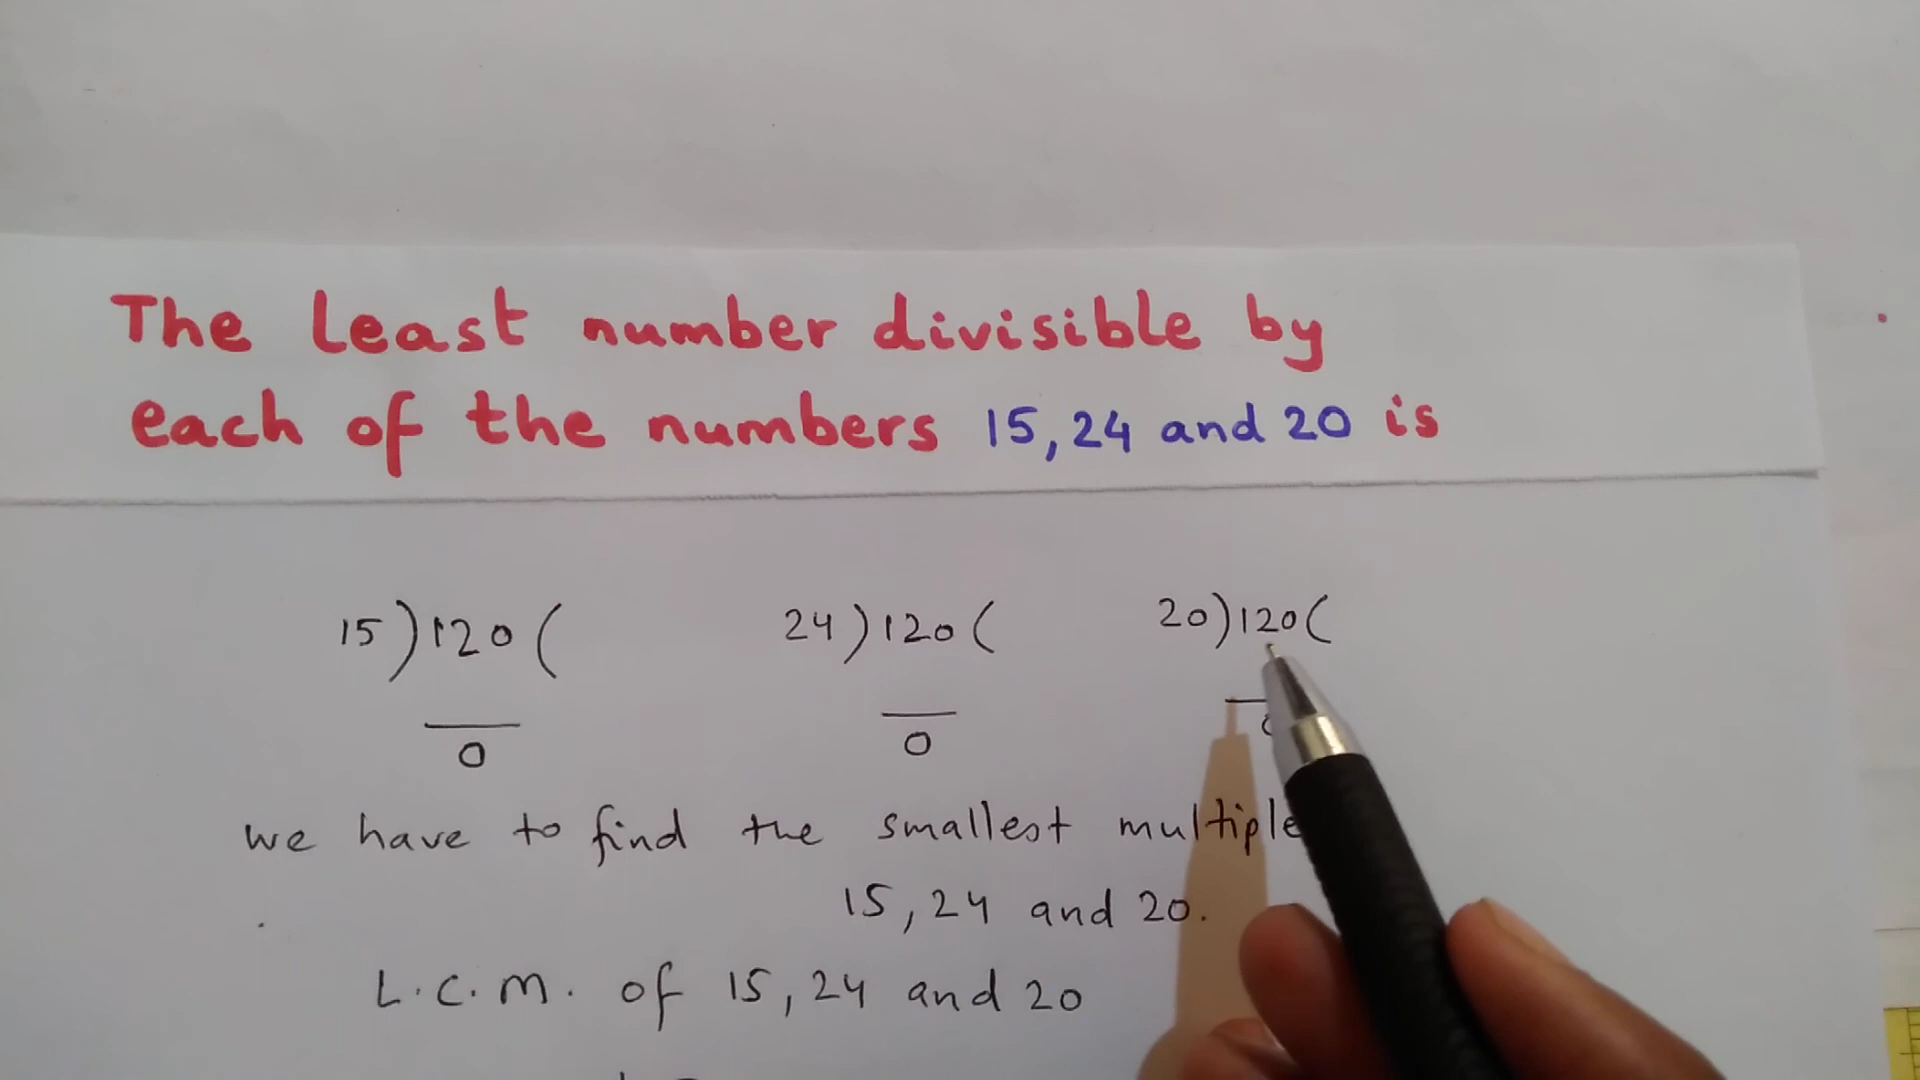 The least number divisible by
each of the numbers 15, 24 and 20 is
15)120( 24)120( 20)120(
0 0
we have to find the smallest multiple
15, 24 and 20.
L.C.M. of 15, 24 and 20